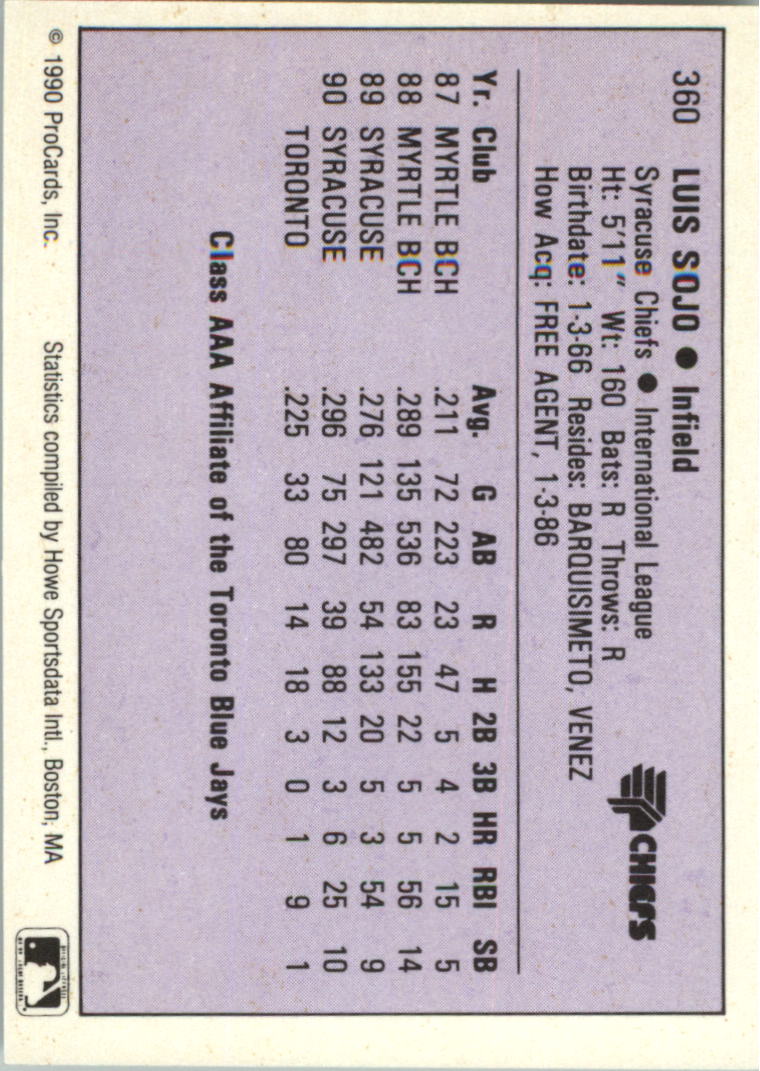 360 LUIS SOJO ● Infield
Syracuse Chiefs ● International League
Ht: 5'11" Wt: 160 Bats: R Throws: R
Birthdate: 1-3-66 Resides: BARQUISIMETO, VENEZ
How Acq: FREE AGENT, 1-3-86
CHIEFS
Yr. Club Avg. G AB R H 2B 3B HR RBI SB
87 MYRTLE BCH .211 72 223 23 47 5 4 2 15 5
88 MYRTLE BCH .289 135 536 83 155 22 5 5 56 14
89 SYRACUSE .276 121 482 54 133 20 5 3 54 9
90 SYRACUSE .296 75 297 39 88 12 3 6 25 10
TORONTO .225 33 80 14 18 3 0 1 9 1
Class AAA Affiliate of the Toronto Blue Jays
© 1990 ProCards, Inc. Statistics compiled by Howe Sportsdata Intl., Boston, MA